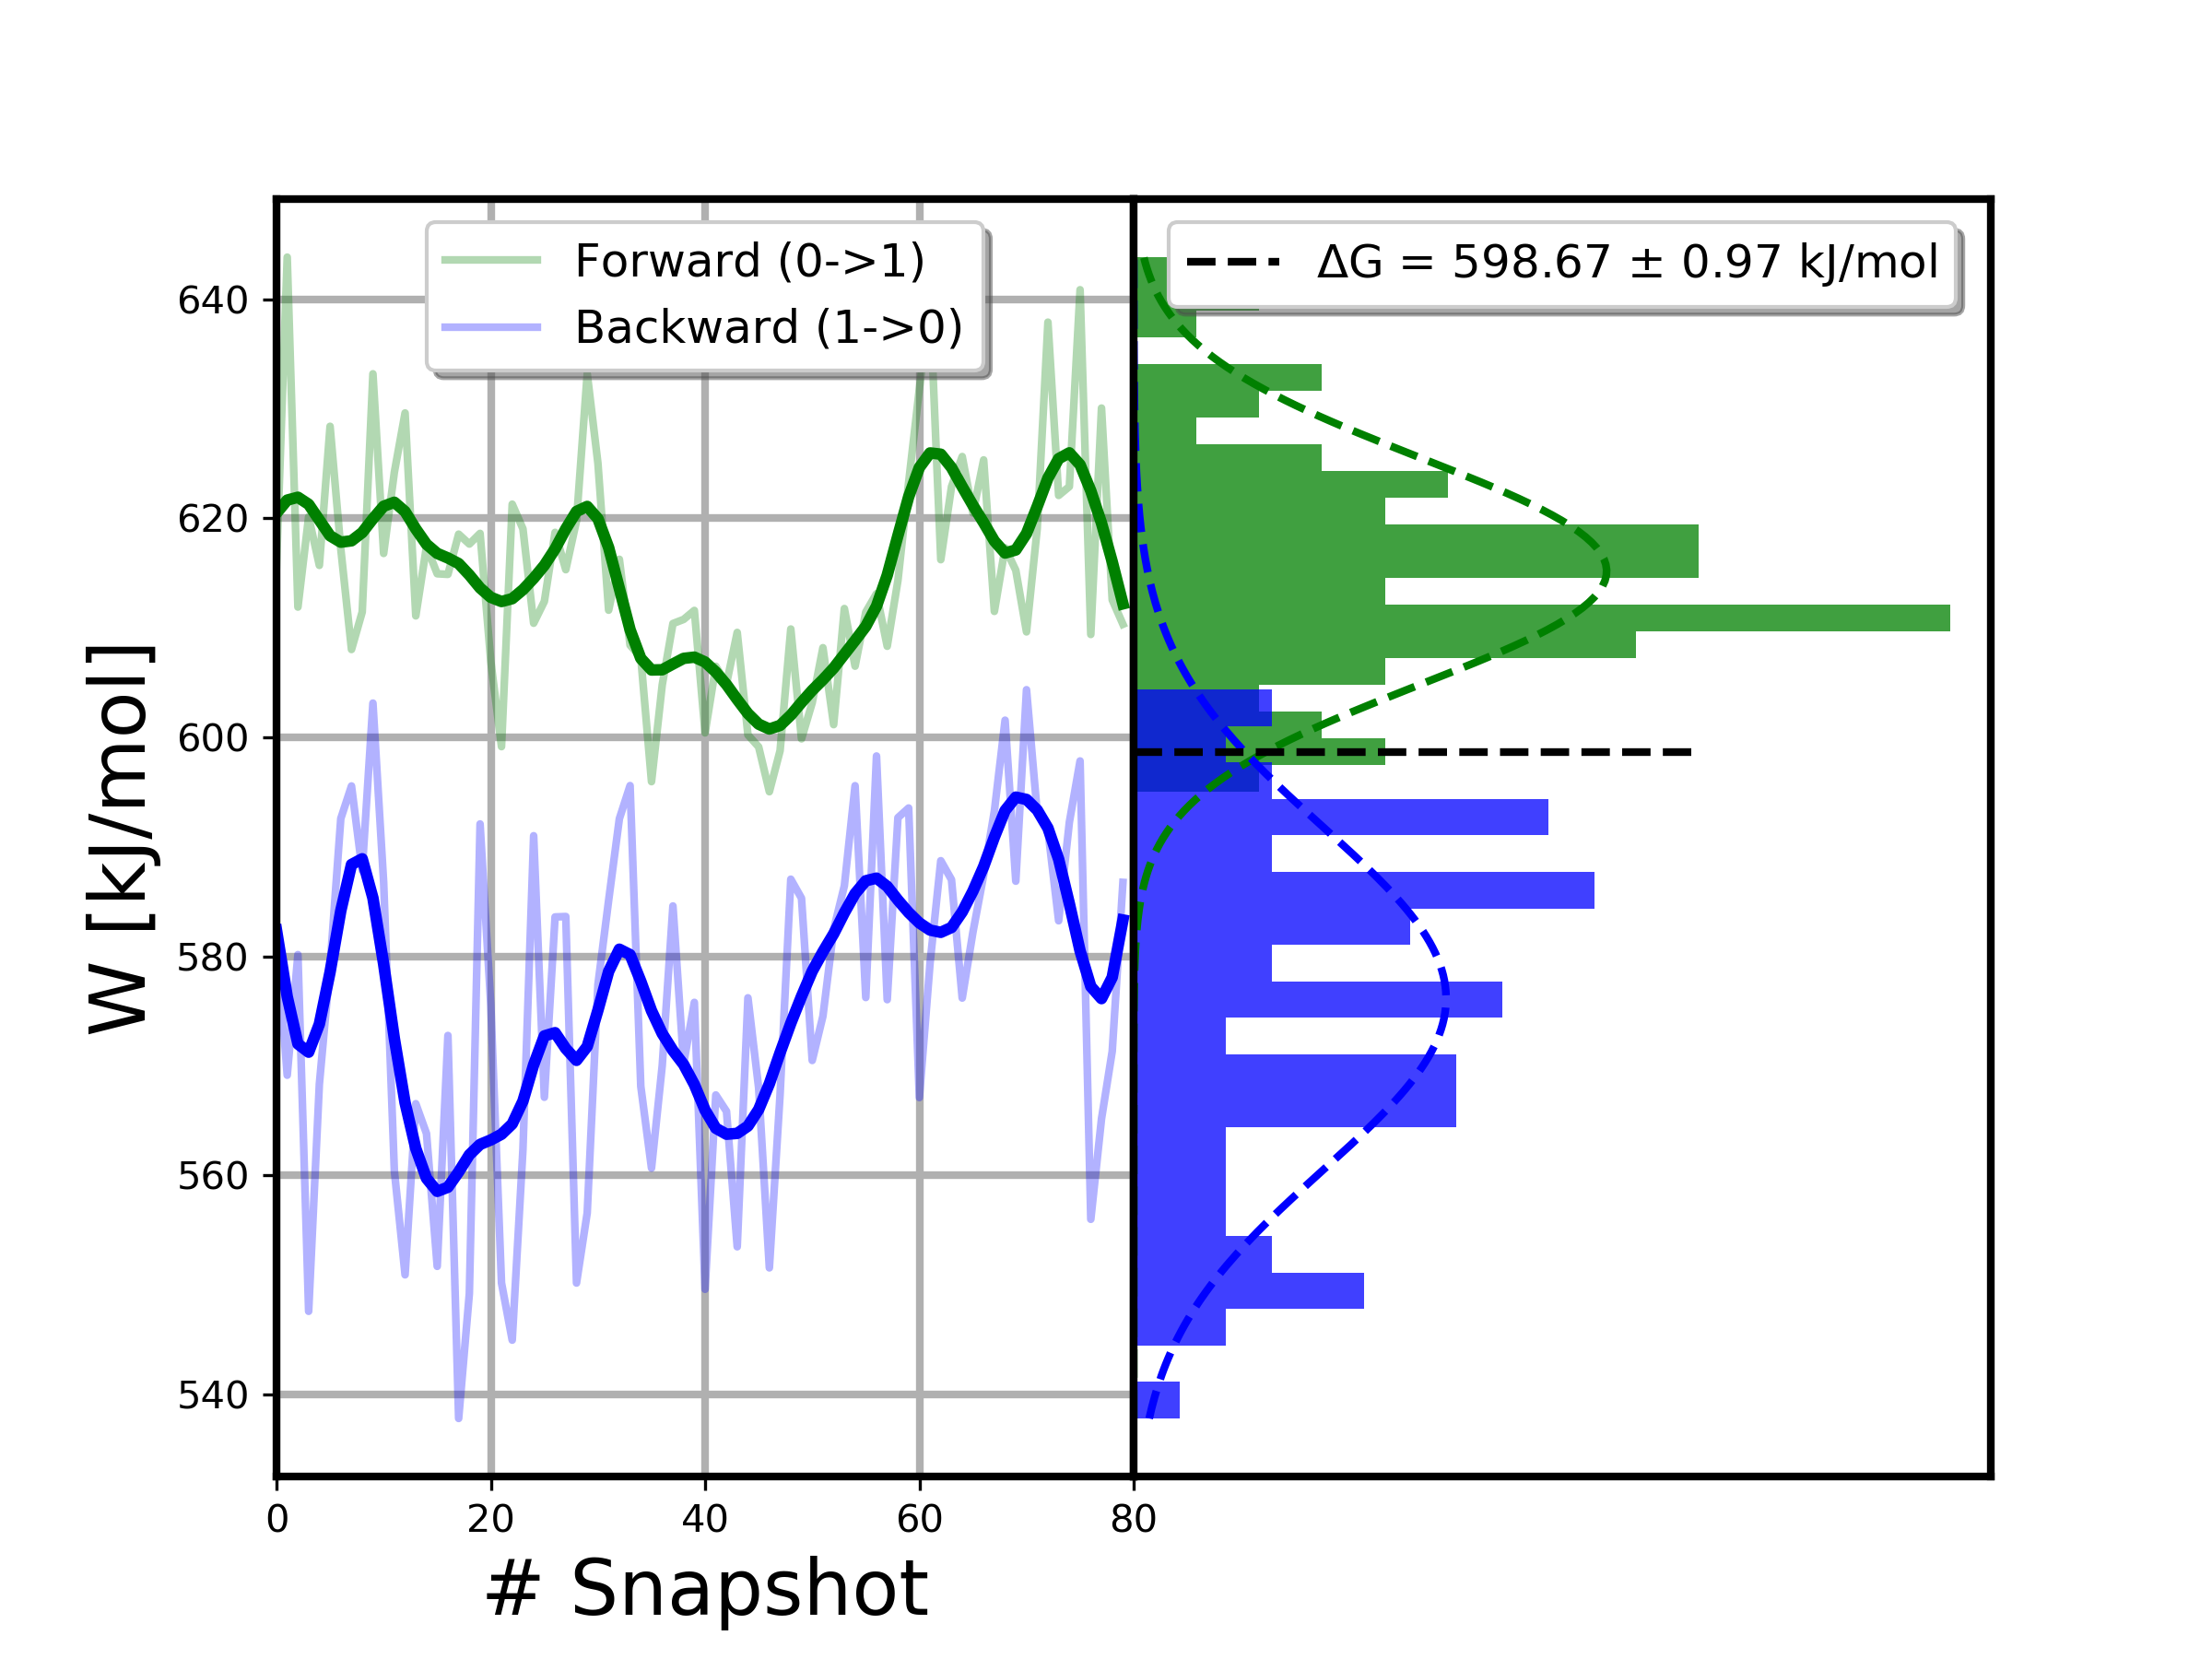 Forward (0->1)
Backward (1->0)
ΔG = 598.67 ± 0.97 kJ/mol
W [kJ/mol]
640
620
600
580
560
540
0 20 40 60 80
# Snapshot